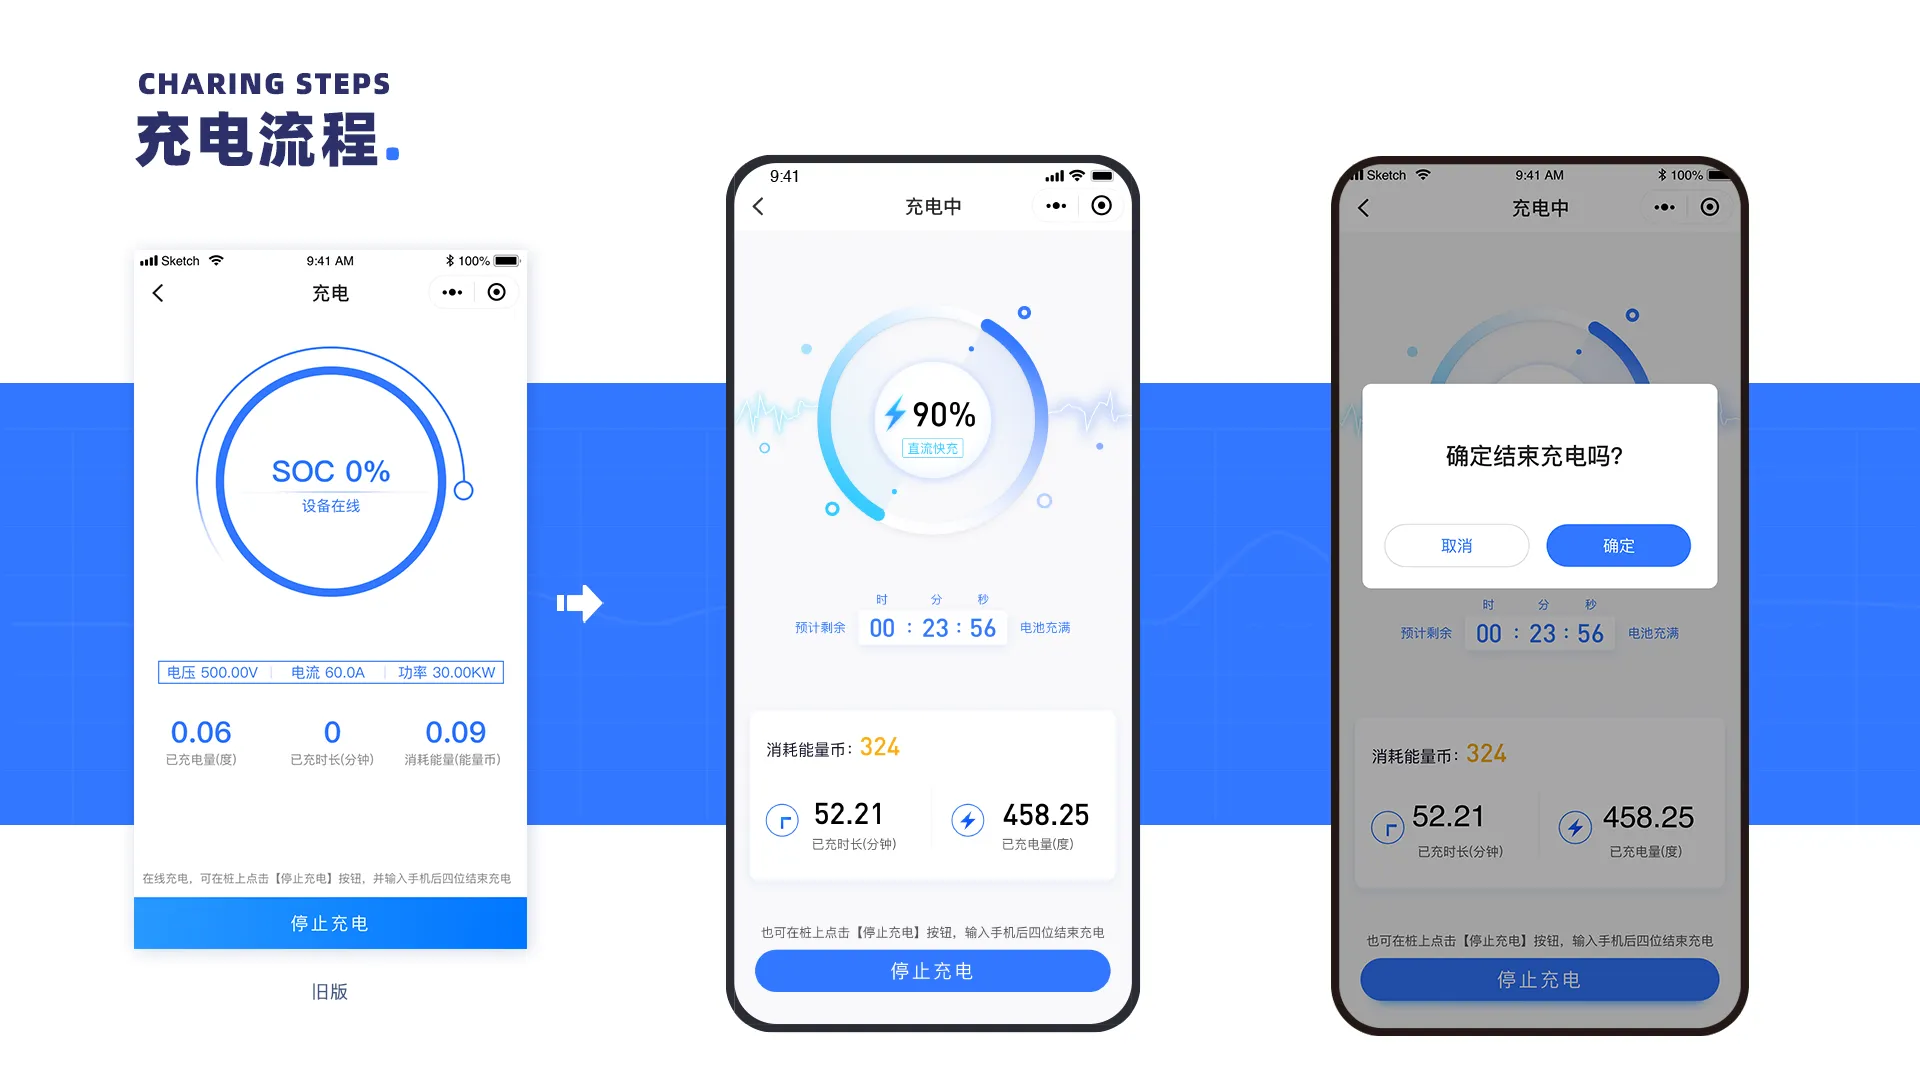 CHARING STEPS
充电流程.
Sketch 9:41 AM 100%
充电
SOC 0%
设备在线
电压 500.00V 电流 60.0A 功率 30.00KW
0.06 0 0.09
已充电量(度) 已充时长(分钟) 消耗能量(能量币)
在线充电，可在桩上点击【停止充电】按钮，并输入手机后四位结束充电
停止充电
旧版
9:41
充电中
90%
直流快充
时 分 秒
预计剩余 00 : 23 : 56 电池充满
消耗能量币：324
52.21 458.25
已充时长(分钟) 已充电量(度)
也可在桩上点击【停止充电】按钮，输入手机后四位结束充电
停止充电
Sketch 9:41 AM 100%
充电中
确定结束充电吗?
取消 确定
时 分 秒
预计剩余 00 : 23 : 56 电池充满
消耗能量币：324
52.21 458.25
已充时长(分钟) 已充电量(度)
也可在桩上点击【停止充电】按钮，输入手机后四位结束充电
停止充电